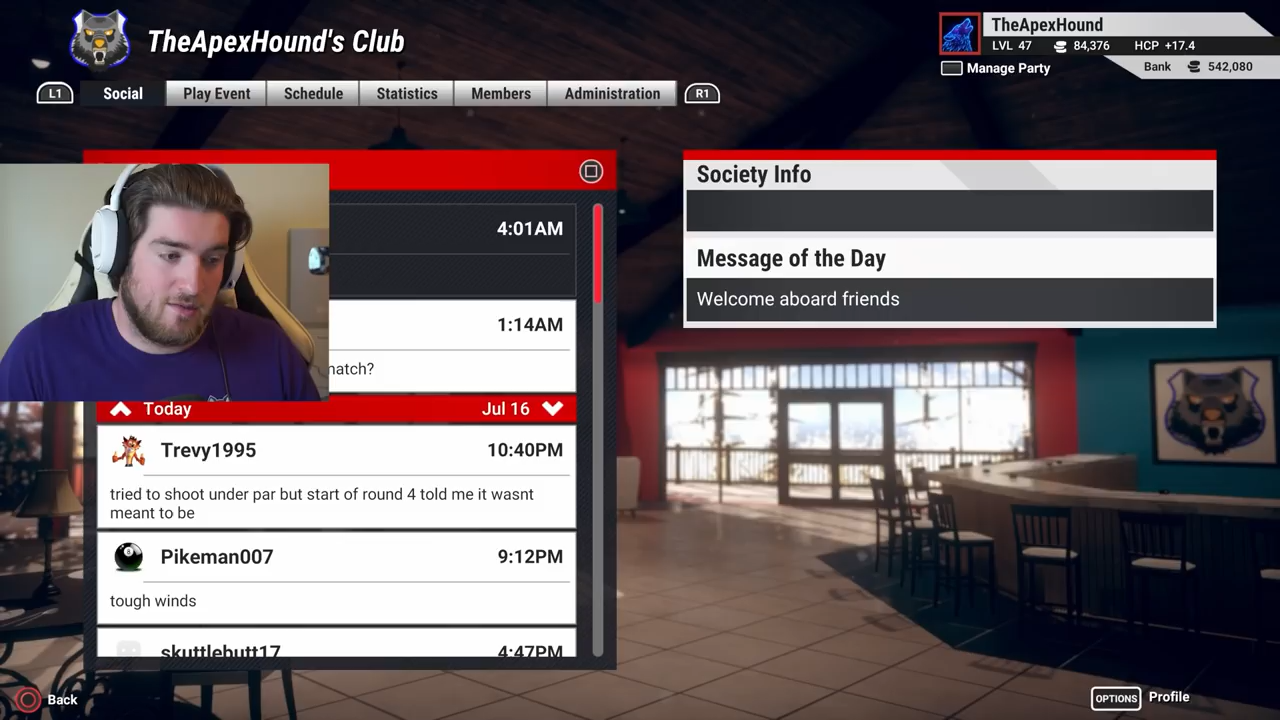 TheApexHound's Club
TheApexHound
LVL 47 84,376 HCP +17.4
Manage Party
Bank 542,080
L1 Social Play Event Schedule Statistics Members Administration R1
4:01AM
1:14AM
Today Jul 16
Trevy1995 10:40PM
tried to shoot under par but start of round 4 told me it wasnt
meant to be
Pikeman007 9:12PM
tough winds
skuttlebutt17 4:47PM
Society Info
Message of the Day
Welcome aboard friends
Back
OPTIONS Profile